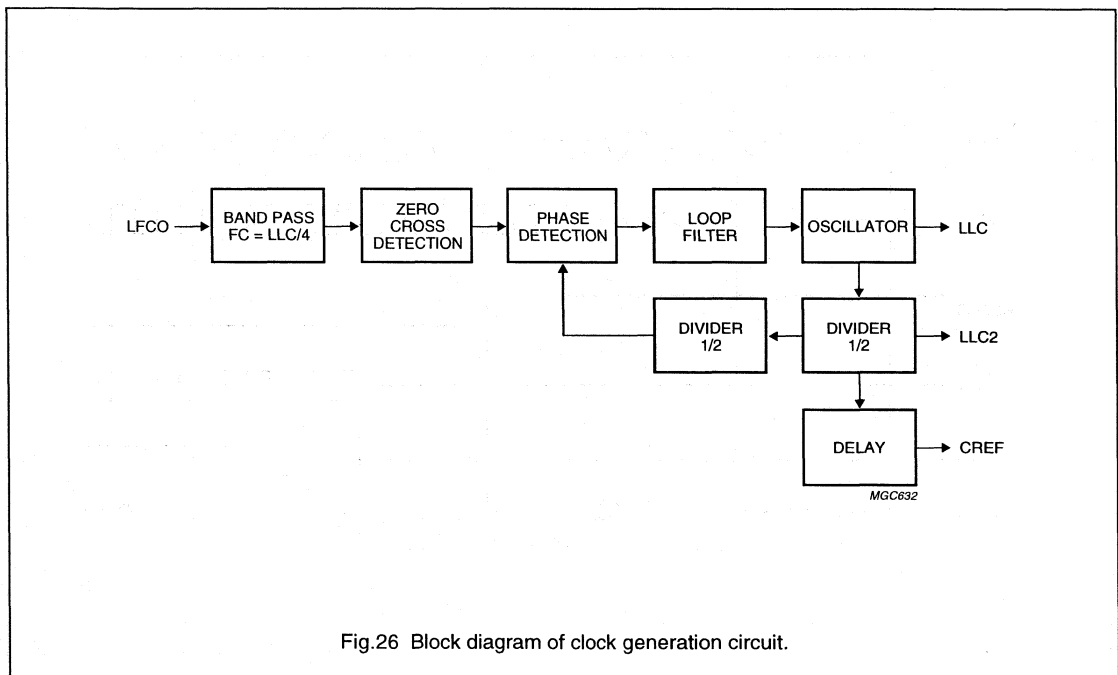 LFCO
BAND PASS
FC = LLC/4
ZERO
CROSS
DETECTION
PHASE
DETECTION
LOOP
FILTER
OSCILLATOR
LLC
DIVIDER
1/2
DIVIDER
1/2
LLC2
DELAY
CREF
MGC632
Fig.26 Block diagram of clock generation circuit.